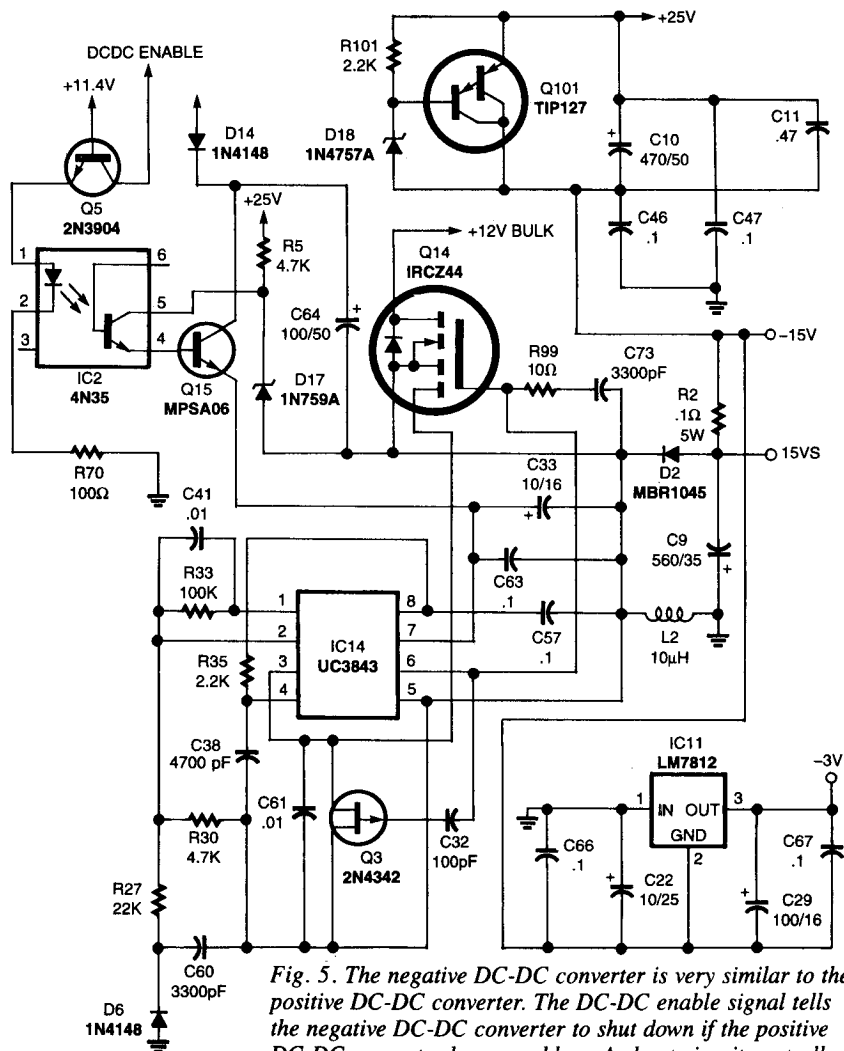 DCDC ENABLE
+11.4V
Q5
2N3904
D14
1N4148
+25V
R5
4.7K
1
2
3
6
5
4
IC2
4N35
Q15
MPSA06
R70
100Ω
D17
1N759A
C64
100/50
R101
2.2K
D18
1N4757A
Q101
TIP127
+25V
C10
470/50
C11
.47
C46
.1
C47
.1
+12V BULK
Q14
IRCZ44
R99
10Ω
C73
3300pF
–15V
R2
.1Ω
5W
15VS
D2
MBR1045
C33
10/16
C9
560/35
C63
.1
C57
.1
L2
10µH
C41
.01
R33
100K
R35
2.2K
1
2
3
4
8
7
6
5
IC14
UC3843
C38
4700 pF
R30
4.7K
C61
.01
Q3
2N4342
C32
100pF
R27
22K
C60
3300pF
D6
1N4148
IC11
LM7812
–3V
1
IN OUT
3
GND
2
C66
.1
C22
10/25
C29
100/16
C67
.1
Fig. 5. The negative DC-DC converter is very similar to the
positive DC-DC converter. The DC-DC enable signal tells
the negative DC-DC converter to shut down if the positive